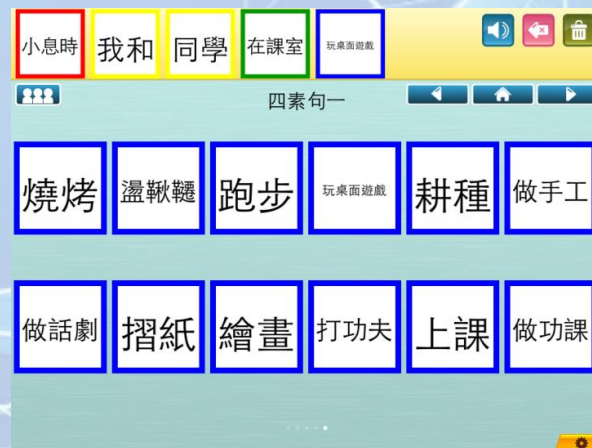 小息時 我和 同學 在課室 玩桌面遊戲
四素句一
燒烤 盪鞦韆 跑步 玩桌面遊戲 耕種 做手工
做話劇 摺紙 繪畫 打功夫 上課 做功課